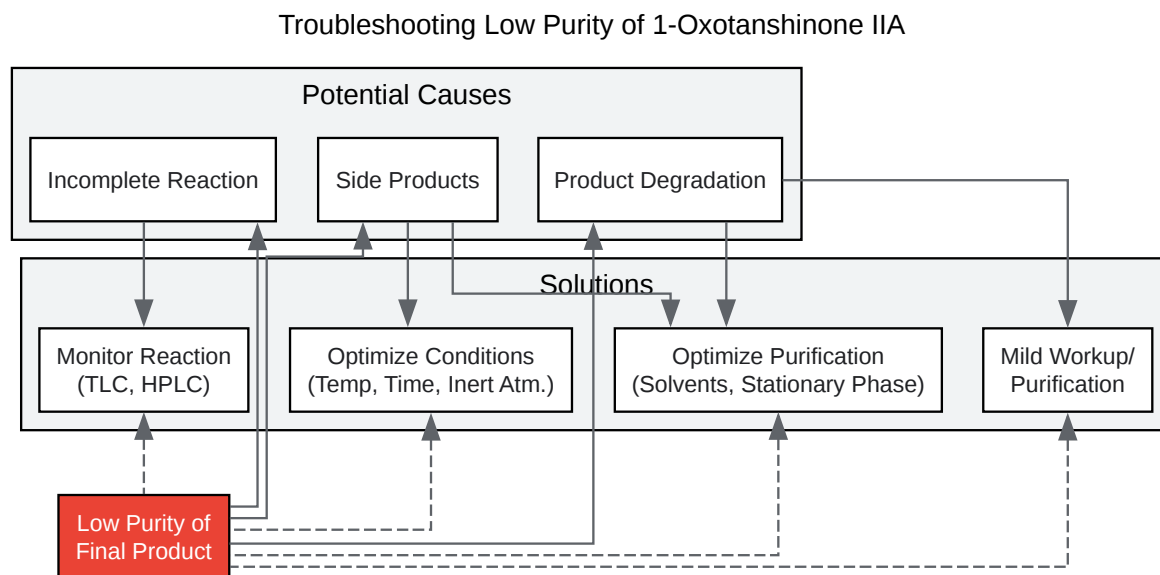 Troubleshooting Low Purity of 1-Oxotanshinone IIA
Potential Causes
Incomplete Reaction
Side Products
Product Degradation
Solutions
Monitor Reaction
(TLC, HPLC)
Optimize Conditions
(Temp, Time, Inert Atm.)
Optimize Purification
(Solvents, Stationary Phase)
Mild Workup/
Purification
Low Purity of
Final Product